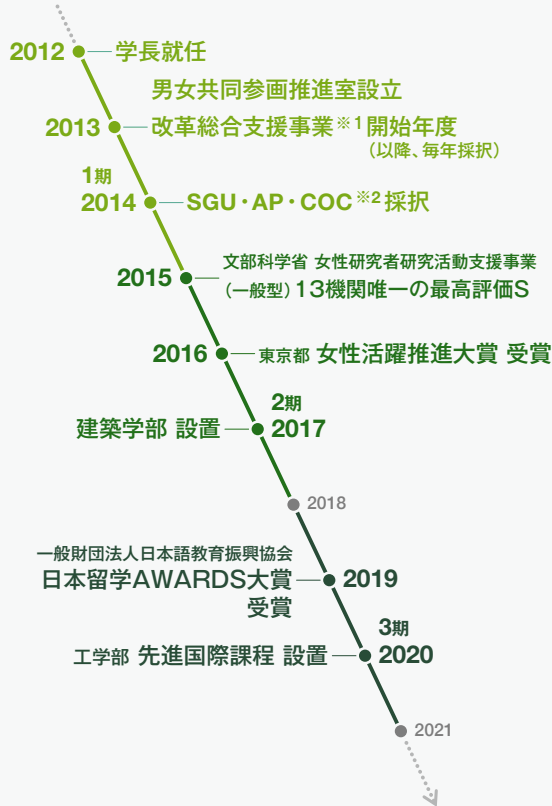 2012 学長就任
男女共同参画推進室設立
2013 改革総合支援事業※1開始年度
(以降、毎年採択)
1期
2014 SGU・AP・COC※2採択
文部科学省 女性研究者研究活動支援事業
2015 (一般型)13機関唯一の最高評価S
2016 東京都 女性活躍推進大賞 受賞
2期
建築学部 設置 2017
2018
一般財団法人日本語教育振興協会
日本留学AWARDS大賞 2019
受賞
3期
工学部 先進国際課程 設置 2020
2021